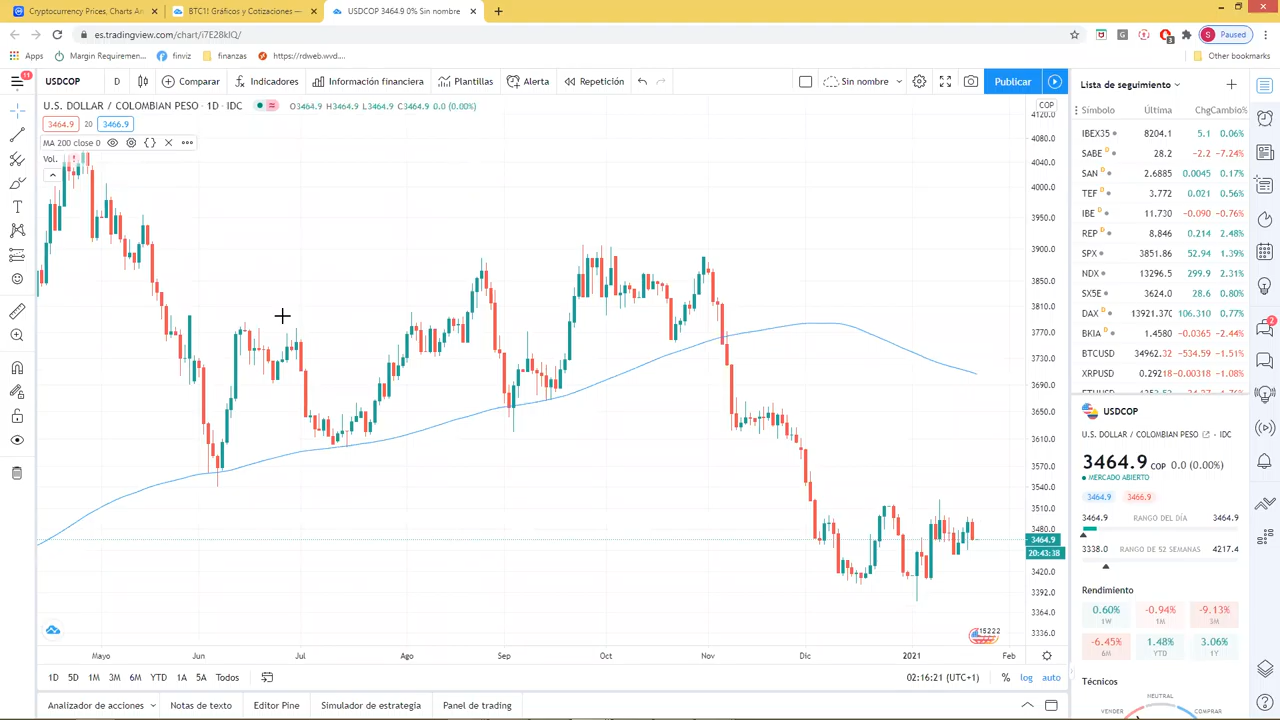 Cryptocurrency Prices, Charts An
BTC1! Gráficos y Cotizaciones —
USDCOP 3464.9 0% Sin nombre
es.tradingview.com/chart/i7E28kIQ/
Paused
Apps
Margin Requiremen...
finviz
finanzas
https://rdweb.wvd....
Other bookmarks
11
USDCOP
D
Comparar
Indicadores
Información financiera
Plantillas
Alerta
Repetición
Sin nombre
Publicar
Lista de seguimiento
U.S. DOLLAR / COLOMBIAN PESO · 1D · IDC
O3464.9 H3464.9 L3464.9 C3464.9 0.0 (0.00%)
COP
3464.9 20 3466.9
MA 200 close 0
Vol.
Símbolo Última Chg Cambio%
IBEX35 8204.1 5.1 0.06%
SABE D 28.2 -2.2 -7.24%
SAN D 2.6885 0.0045 0.17%
TEF D 3.772 0.021 0.56%
IBE D 11.730 -0.090 -0.76%
REP D 8.846 0.214 2.48%
SPX 3851.86 52.94 1.39%
NDX 13296.5 299.9 2.31%
SX5E 3624.0 28.6 0.80%
DAX D 13921.37 0 106.310 0.77%
BKIA D 1.4580 -0.0365 -2.44%
BTCUSD 34962.32 -534.59 -1.51%
XRPUSD 0.29218 -0.00318 -1.08%
4120.0
4080.0
4040.0
4000.0
3950.0
3900.0
3850.0
3810.0
3770.0
3730.0
3690.0
3650.0
3610.0
3570.0
3540.0
3510.0
3480.0
3464.9
20:43:38
3420.0
3392.0
3364.0
3336.0
USDCOP
U.S. DOLLAR / COLOMBIAN PESO · IDC
3464.9 COP 0.0 (0.00%)
MERCADO ABIERTO
3464.9 3466.9
3464.9 RANGO DEL DÍA 3464.9
3338.0 RANGO DE 52 SEMANAS 4217.4
Rendimiento
0.60% -0.94% -9.13%
1W 1M 3M
-6.45% 1.48% 3.06%
6M YTD 1Y
Técnicos
NEUTRAL
VENDER COMPRAR
Mayo Jun Jul Ago Sep Oct Nov Dic 2021 Feb
1D 5D 1M 3M 6M YTD 1A 5A Todos
02:16:21 (UTC+1)
% log auto
Analizador de acciones
Notas de texto
Editor Pine
Simulador de estrategia
Panel de trading